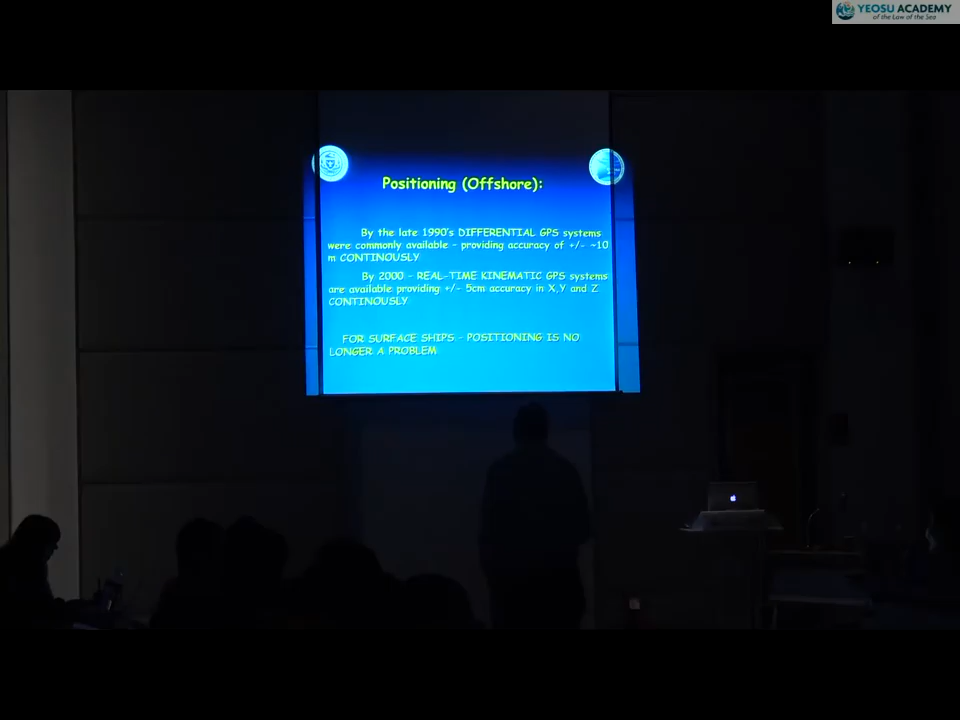 YEOSU ACADEMY
of the Law of the Sea
Positioning (Offshore):
By the late 1990's DIFFERENTIAL GPS systems
were commonly available - providing accuracy of +/- ~10
m CONTINOUSLY
By 2000 - REAL-TIME KINEMATIC GPS systems
are available providing +/- 5cm accuracy in X,Y and Z
CONTINOUSLY
FOR SURFACE SHIPS - POSITIONING IS NO
LONGER A PROBLEM